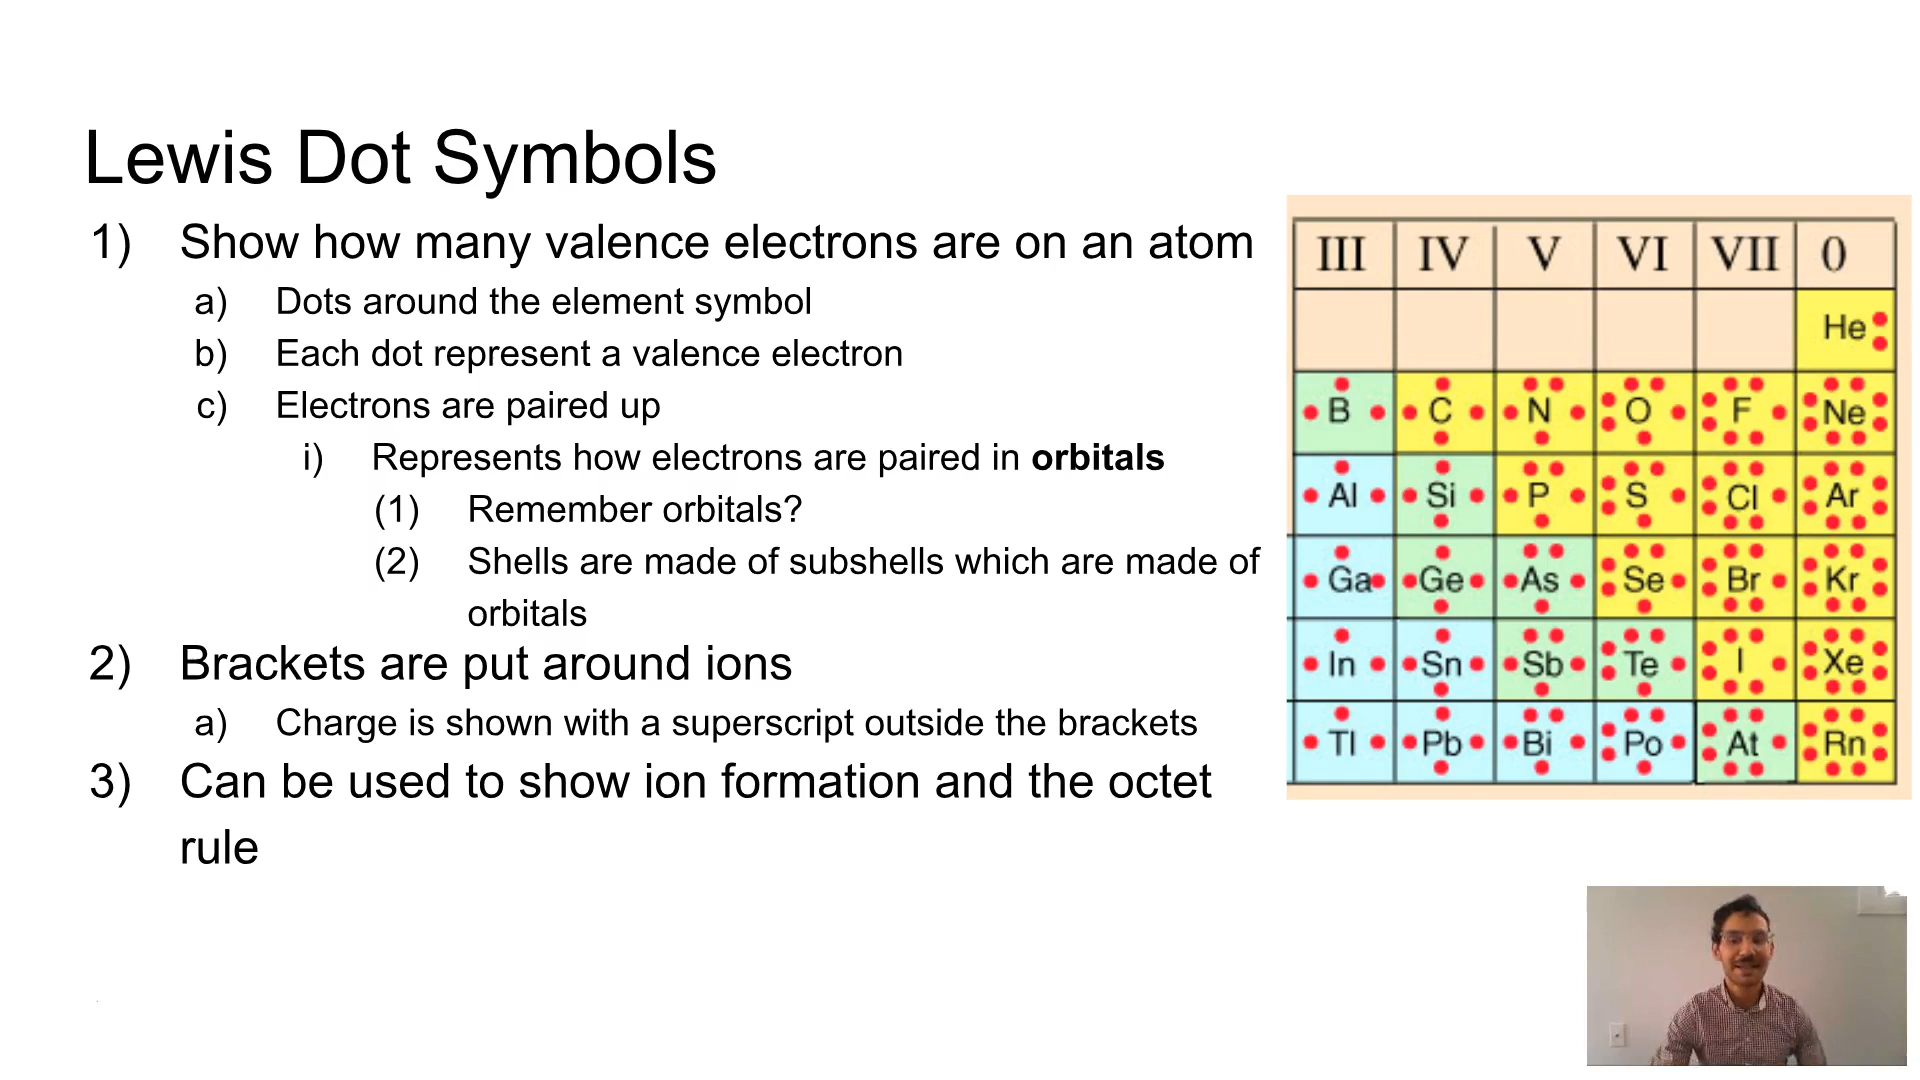 Lewis Dot Symbols
1) Show how many valence electrons are on an atom
a) Dots around the element symbol
b) Each dot represent a valence electron
c) Electrons are paired up
i) Represents how electrons are paired in orbitals
(1) Remember orbitals?
(2) Shells are made of subshells which are made of
orbitals
2) Brackets are put around ions
a) Charge is shown with a superscript outside the brackets
3) Can be used to show ion formation and the octet
rule
III IV V VI VII 0
He
B C N O F Ne
Al Si P S Cl Ar
Ga Ge As Se Br Kr
In Sn Sb Te I Xe
Tl Pb Bi Po At Rn